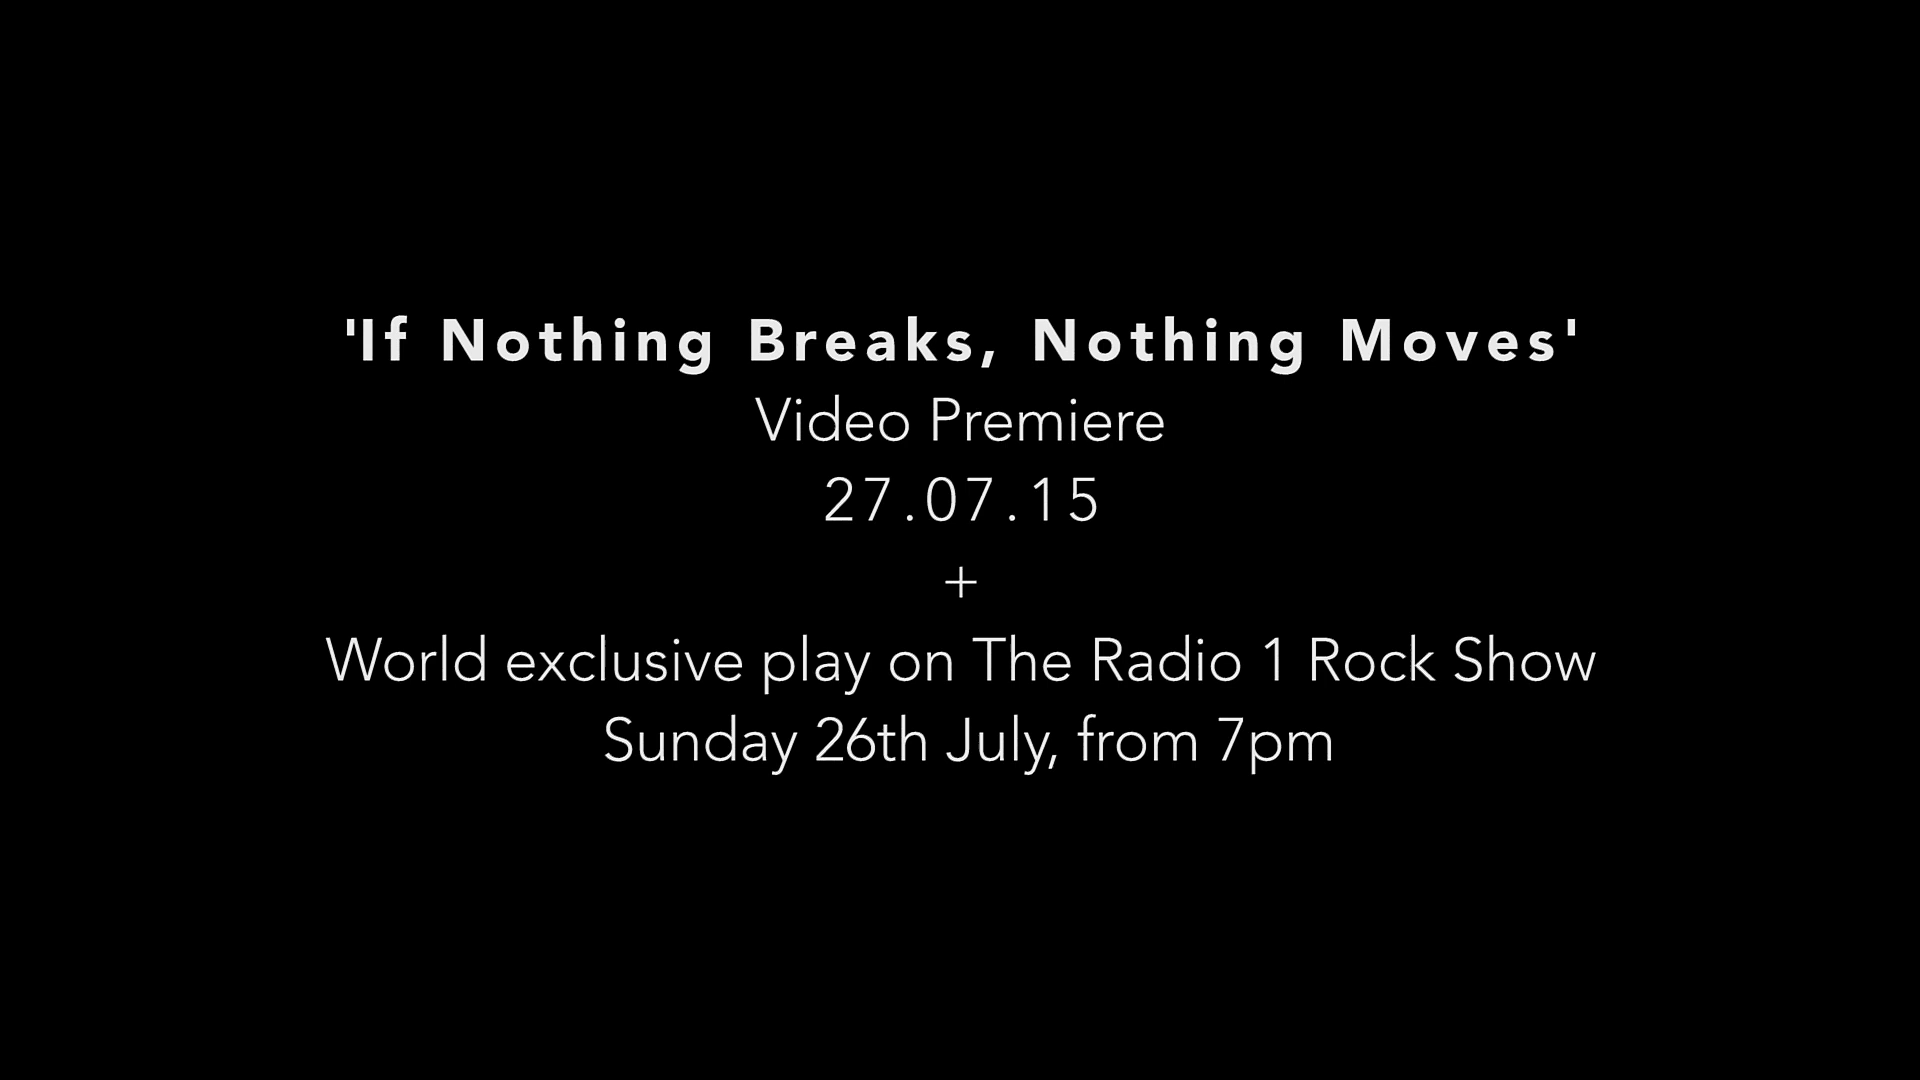 'If Nothing Breaks, Nothing Moves'
Video Premiere
27.07.15
+
World exclusive play on The Radio 1 Rock Show
Sunday 26th July, from 7pm